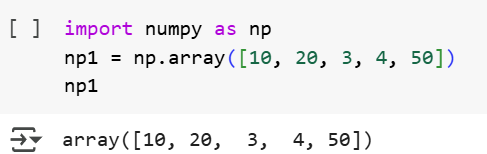 [ ] import numpy as np
np1 = np.array([10, 20, 3, 4, 50])
np1
array([10, 20,  3,  4, 50])